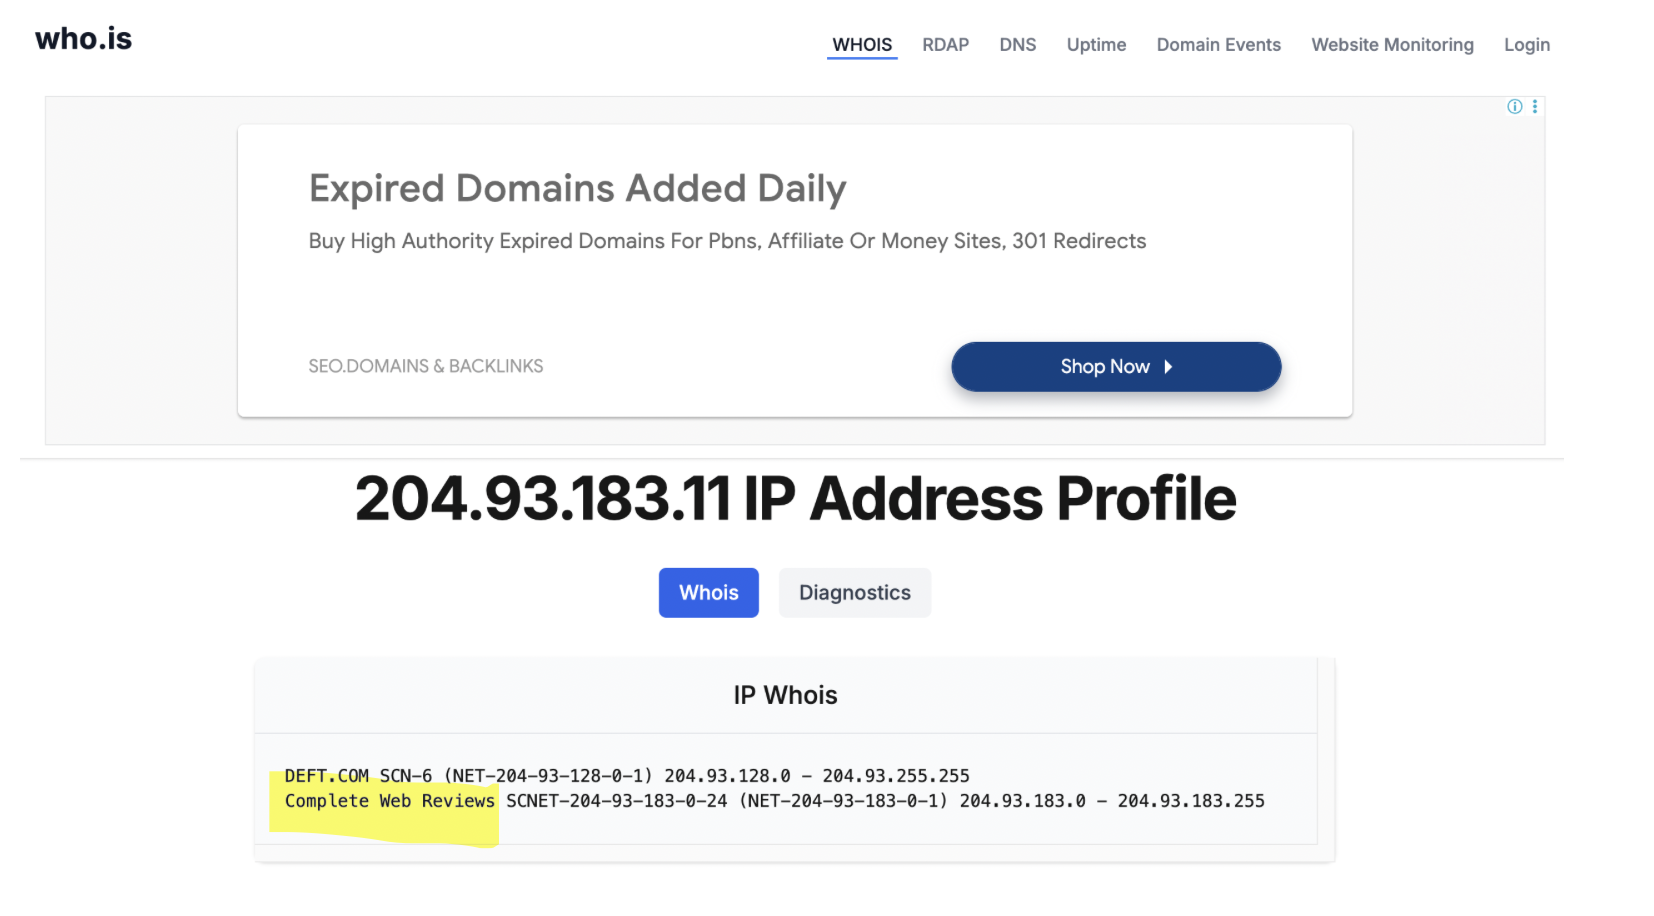 who.is
WHOIS RDAP DNS Uptime Domain Events Website Monitoring Login
Expired Domains Added Daily
Buy High Authority Expired Domains For Pbns, Affiliate Or Money Sites, 301 Redirects
SEO.DOMAINS & BACKLINKS
Shop Now
204.93.183.11 IP Address Profile
Whois Diagnostics
IP Whois
DEFT.COM SCN-6 (NET-204-93-128-0-1) 204.93.128.0 - 204.93.255.255
Complete Web Reviews SCNET-204-93-183-0-24 (NET-204-93-183-0-1) 204.93.183.0 - 204.93.183.255